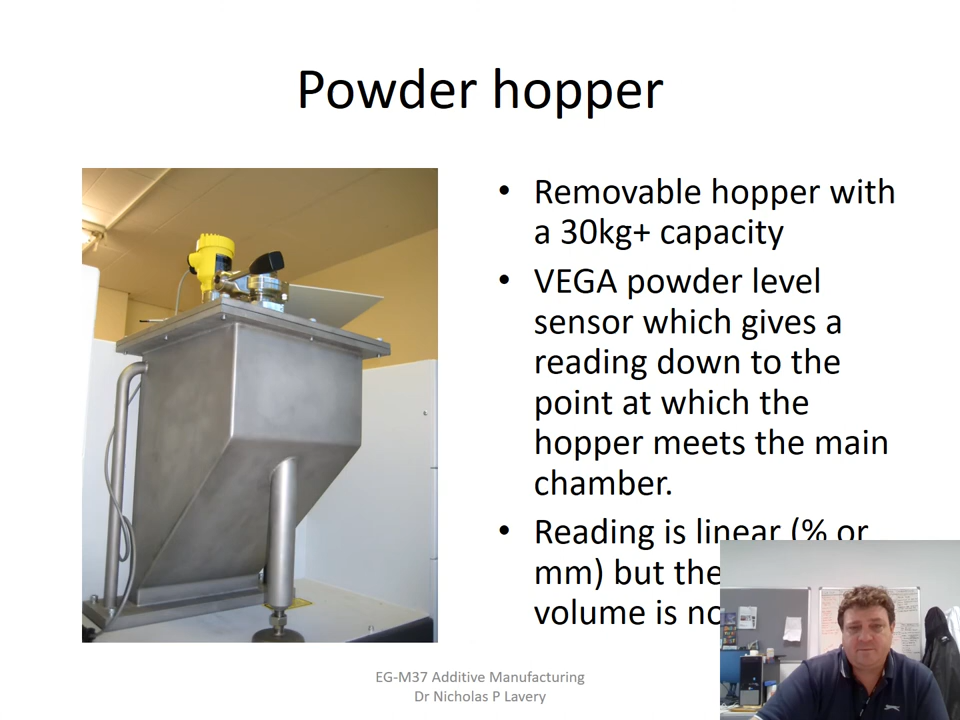 Powder hopper
• Removable hopper with
a 30kg+ capacity
• VEGA powder level
sensor which gives a
reading down to the
point at which the
hopper meets the main
chamber.
• Reading is linear (% or
mm) but the
volume is
EG-M37 Additive Manufacturing
Dr Nicholas P Lavery